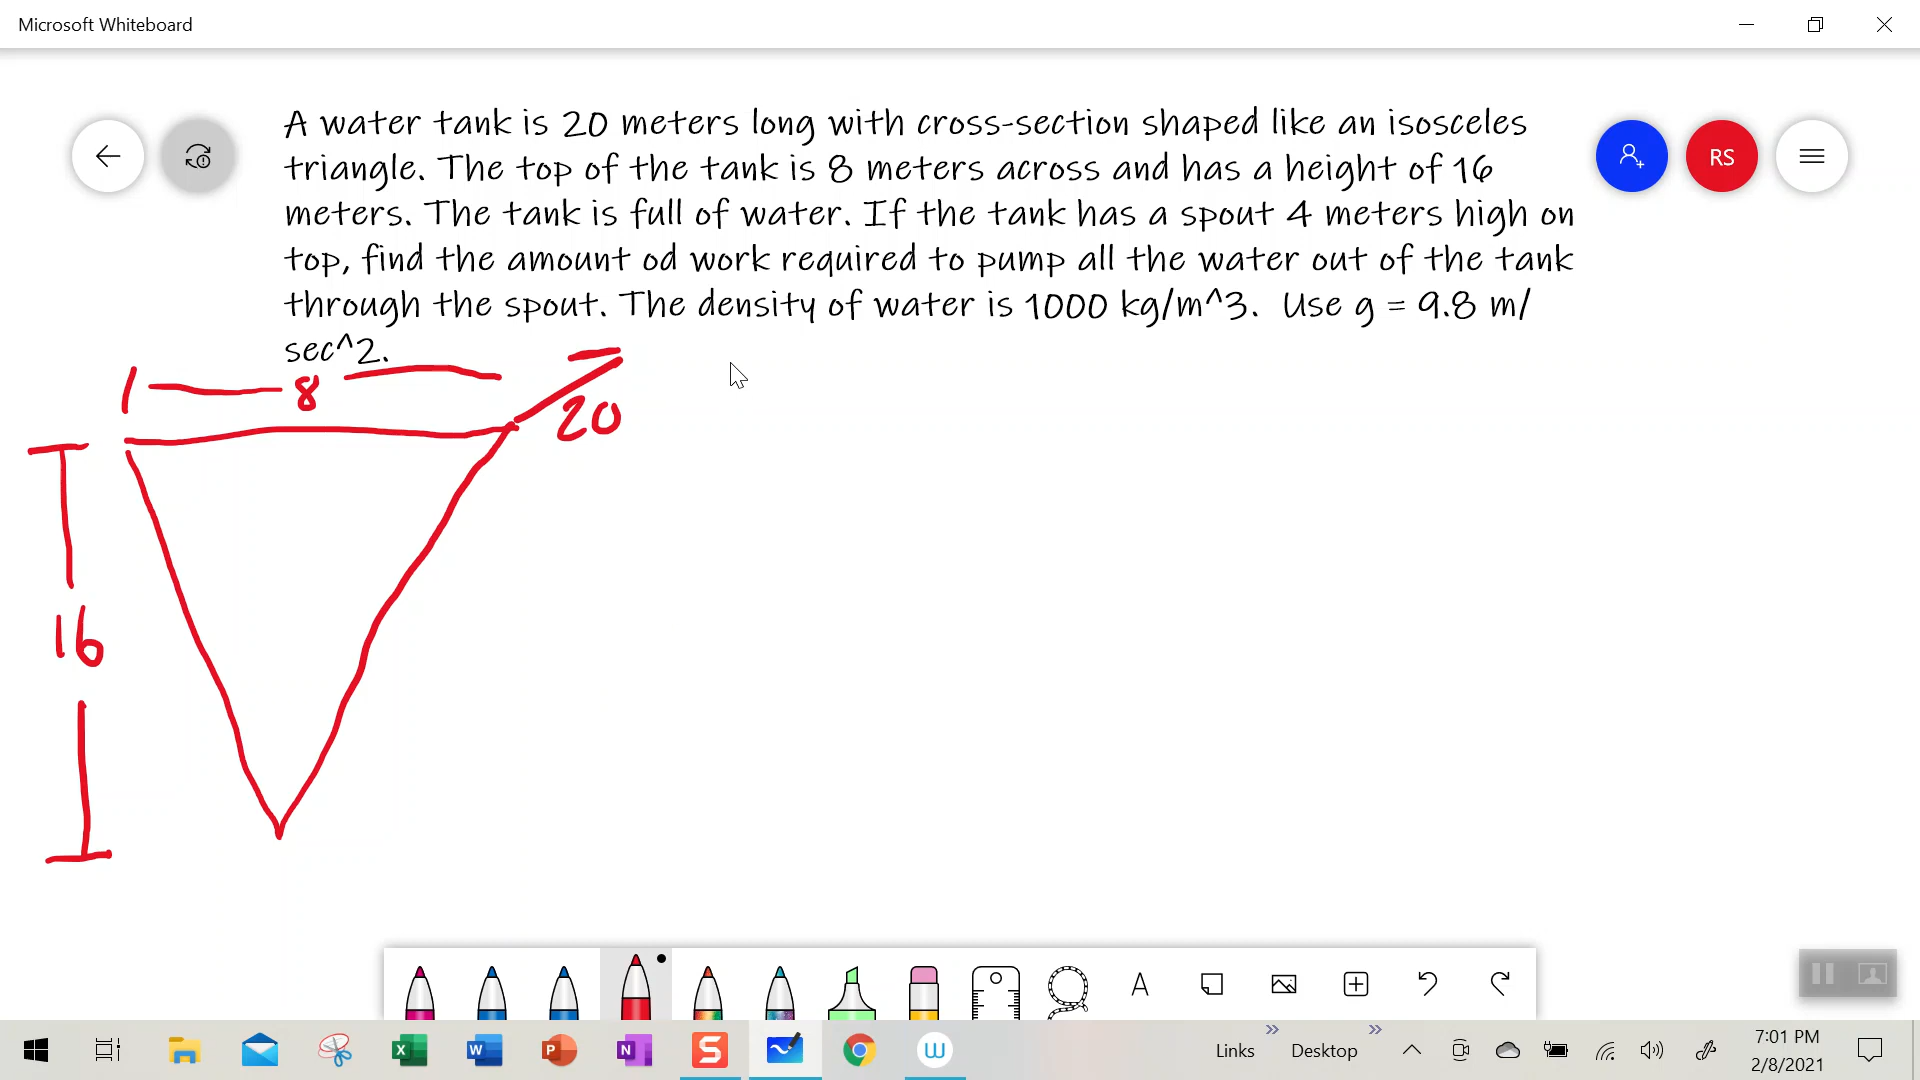 Microsoft Whiteboard
A water tank is 20 meters long with cross-section shaped like an isosceles
triangle. The top of the tank is 8 meters across and has a height of 16
meters. The tank is full of water. If the tank has a spout 4 meters high on
top, find the amount od work required to pump all the water out of the tank
through the spout. The density of water is 1000 kg/m^3. Use g = 9.8 m/
sec^2.
RS
8
20
16
A
Links
Desktop
7:01 PM
2/8/2021